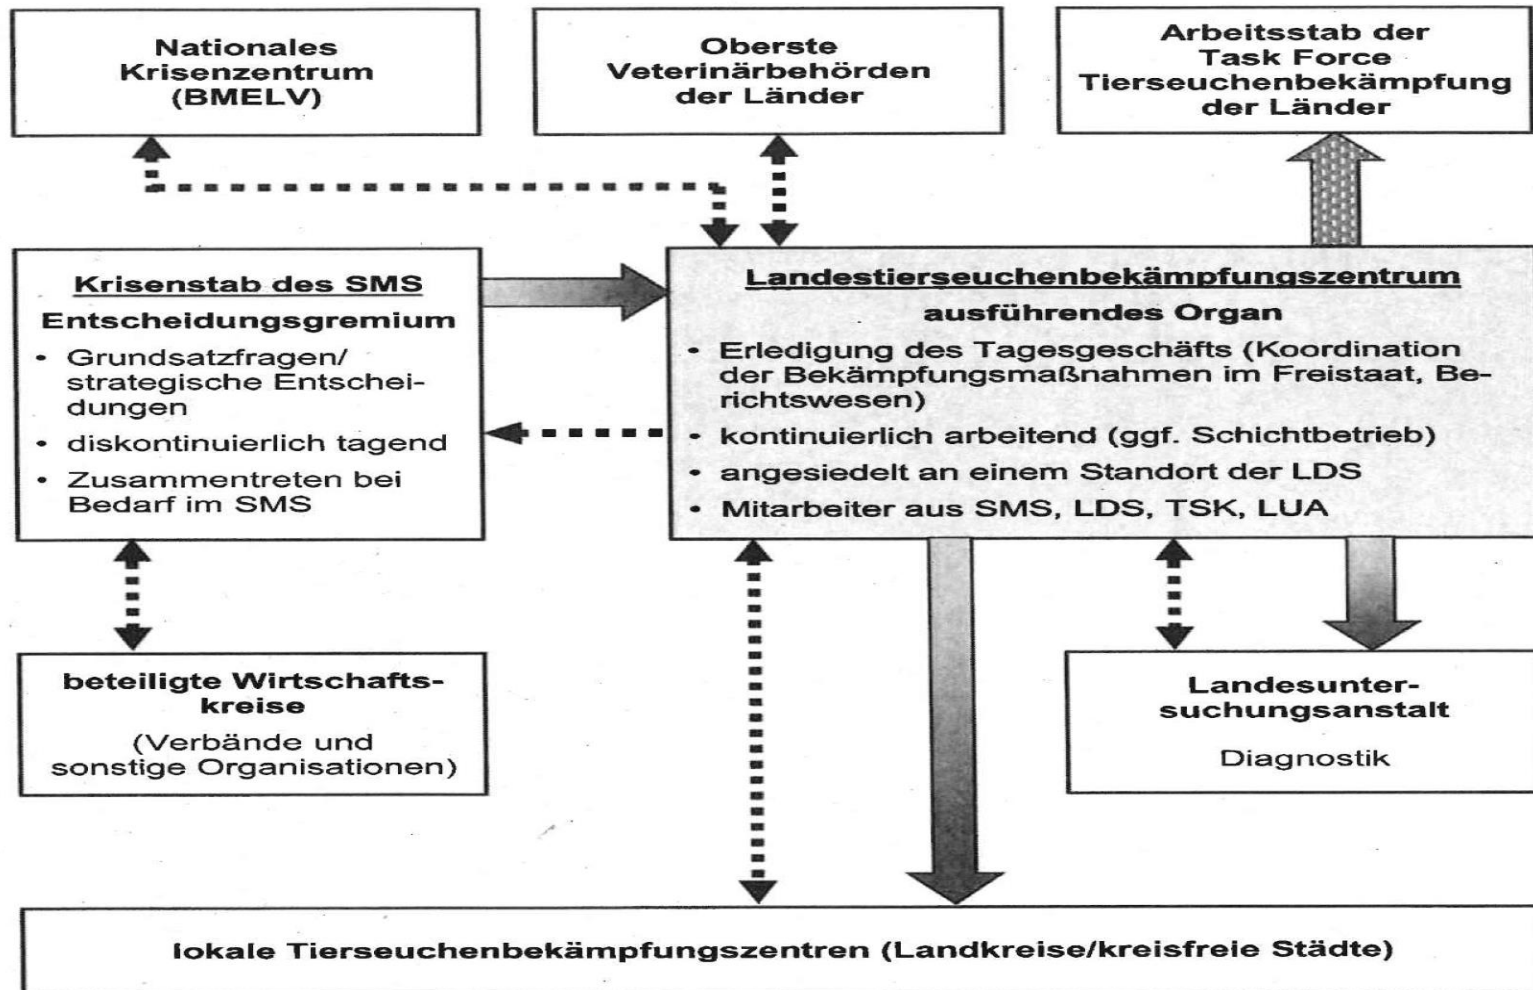 Nationales
Krisenzentrum
(BMELV)
Oberste
Veterinärbehörden
der Länder
Arbeitsstab der
Task Force
Tierseuchenbekämpfung
der Länder
Krisenstab des SMS
Entscheidungsgremium
• Grundsatzfragen/
strategische Entschei-
dungen
• diskontinuierlich tagend
• Zusammentreten bei
Bedarf im SMS
Landestierseuchenbekämpfungszentrum
ausführendes Organ
• Erledigung des Tagesgeschäfts (Koordination
der Bekämpfungsmaßnahmen im Freistaat, Be-
richtswesen)
• kontinuierlich arbeitend (ggf. Schichtbetrieb)
• angesiedelt an einem Standort der LDS
• Mitarbeiter aus SMS, LDS, TSK, LUA
beteiligte Wirtschafts-
kreise
(Verbände und
sonstige Organisationen)
Landesunter-
suchungsanstalt
Diagnostik
lokale Tierseuchenbekämpfungszentren (Landkreise/kreisfreie Städte)